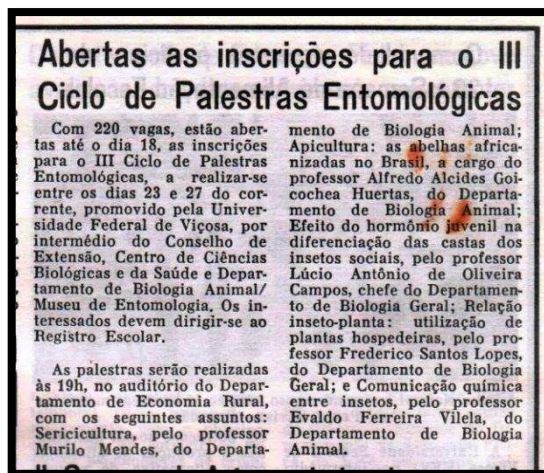 Abertas as inscrições para o III
Ciclo de Palestras Entomológicas
Com 220 vagas, estão aber-
tas até o dia 18, as inscrições
para o III Ciclo de Palestras
Entomológicas, a realizar-se
entre os dias 23 e 27 do cor-
rente, promovido pela Univer-
sidade Federal de Viçosa, por
intermédio do Conselho de
Extensão, Centro de Ciências
Biológicas e da Saúde e Depar-
tamento de Biologia Animal/
Museu de Entomologia. Os in-
teressados devem dirigir-se ao
Registro Escolar.
As palestras serão realizadas
às 19h, no auditório do Depar-
tamento de Economia Rural,
com os seguintes assuntos:
Sericicultura, pelo professor
Murilo Mendes, do Departa-
mento de Biologia Animal;
Apicultura: as abelhas africa-
nizadas no Brasil, a cargo do
professor Alfredo Alcides Goi-
cochea Huertas, do Departa-
mento de Biologia Animal;
Efeito do hormônio juvenil na
diferenciação das castas dos
insetos sociais, pelo professor
Lúcio Antônio de Oliveira
Campos, chefe do Departamen-
to de Biologia Geral; Relação
inseto-planta: utilização de
plantas hospedeiras, pelo pro-
fessor Frederico Santos Lopes,
do Departamento de Biologia
Geral; e Comunicação química
entre insetos, pelo professor
Evaldo Ferreira Vilela, do
Departamento de Biologia
Animal.